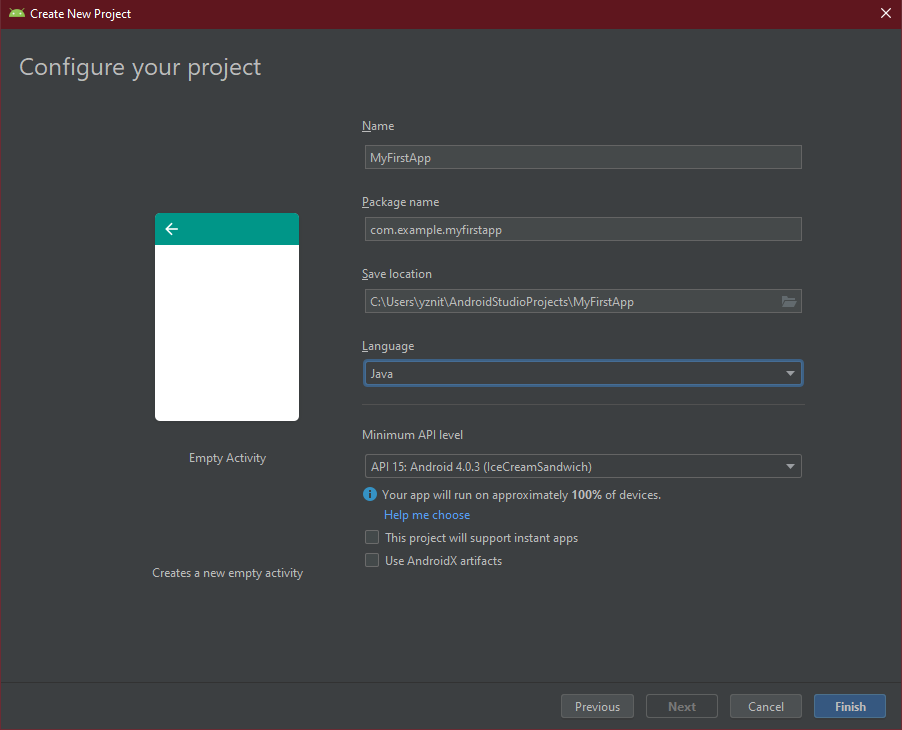 Create New Project
Configure your project
Name
MyFirstApp
Package name
com.example.myfirstapp
Save location
C:\Users\yznit\AndroidStudioProjects\MyFirstApp
Language
Java
Empty Activity
Minimum API level
API 15: Android 4.0.3 (IceCreamSandwich)
i Your app will run on approximately 100% of devices.
Help me choose
This project will support instant apps
Use AndroidX artifacts
Creates a new empty activity
Previous Next Cancel Finish